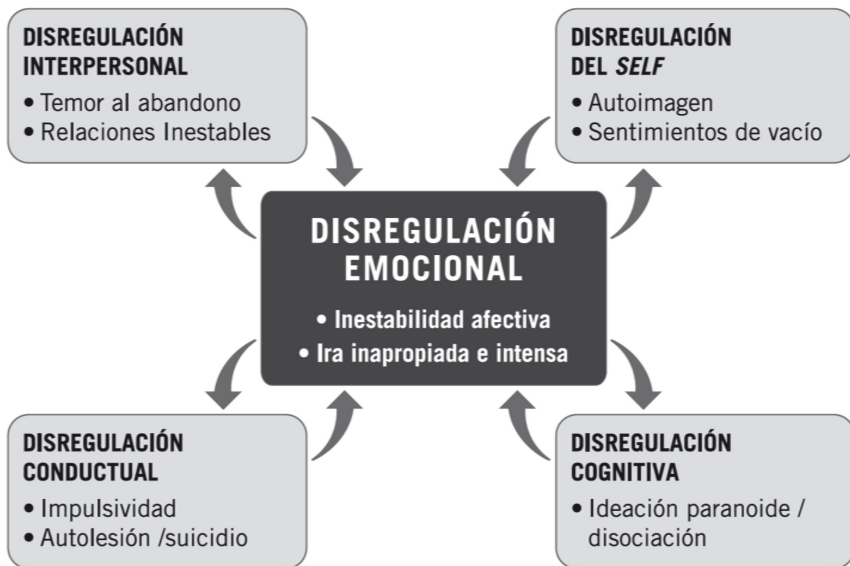 DISREGULACIÓN
INTERPERSONAL
• Temor al abandono
• Relaciones Inestables
DISREGULACIÓN
DEL SELF
• Autoimagen
• Sentimientos de vacío
DISREGULACIÓN
EMOCIONAL
• Inestabilidad afectiva
• Ira inapropiada e intensa
DISREGULACIÓN
CONDUCTUAL
• Impulsividad
• Autolesión /suicidio
DISREGULACIÓN
COGNITIVA
• Ideación paranoide /
disociación